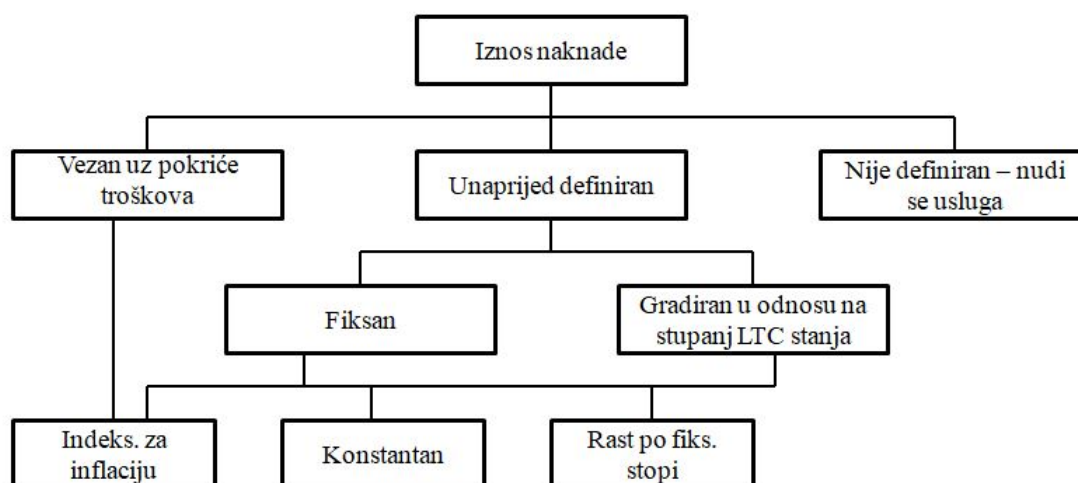 Iznos naknade
Vezan uz pokriće
troškova
Unaprijed definiran
Nije definiran – nudi
se usluga
Fiksan
Gradiran u odnosu na
stupanj LTC stanja
Indeks. za
inflaciju
Konstantan
Rast po fiks.
stopi